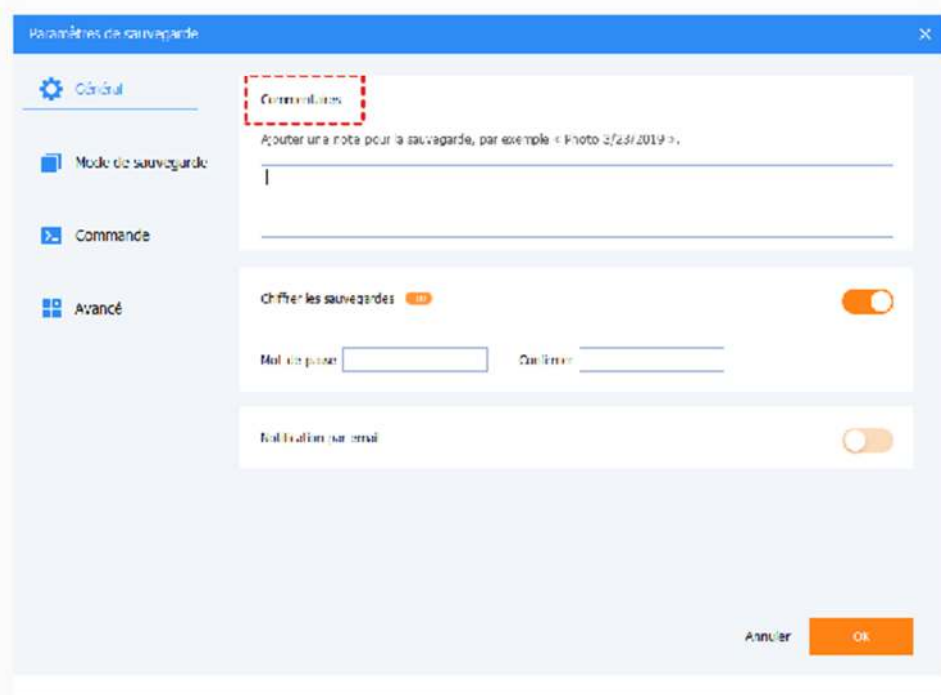 Paramètres de sauvegarde
Général
Commentaires
Ajouter une note pour la sauvegarde, par exemple « Photo 3/23/2019 ».
Mode de sauvegarde
Commande
Chiffrer les sauvegardes
Avancé
Mot de passe
Confirmer
Notification par email
Annuler
OK